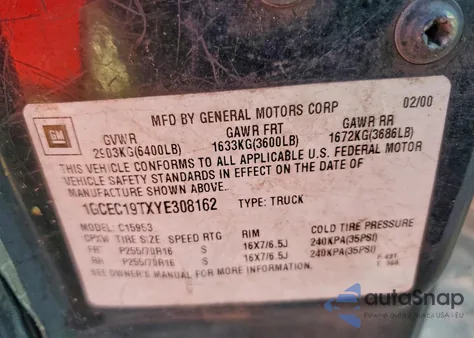 MFD BY GENERAL MOTORS CORP 02/00
GM
GVWR GAWR FRT GAWR RR
2903KG(6400LB) 1633KG(3600LB) 1672KG(3686LB)
THIS VEHICLE CONFORMS TO ALL APPLICABLE U.S. FEDERAL MOTOR
VEHICLE SAFETY STANDARDS IN EFFECT ON THE DATE OF
MANUFACTURE SHOWN ABOVE.
1GCEC19TXYE308162 TYPE: TRUCK
MODEL: C15953
TIRE SIZE SPEED RTG RIM COLD TIRE PRESSURE
FRT P255/70R16 S 16X7/6.5J 240KPA(35PSI)
RR P255/70R16 S 16X7/6.5J 240KPA(35PSI)
SEE OWNER'S MANUAL FOR MORE INFORMATION.
autoSnap